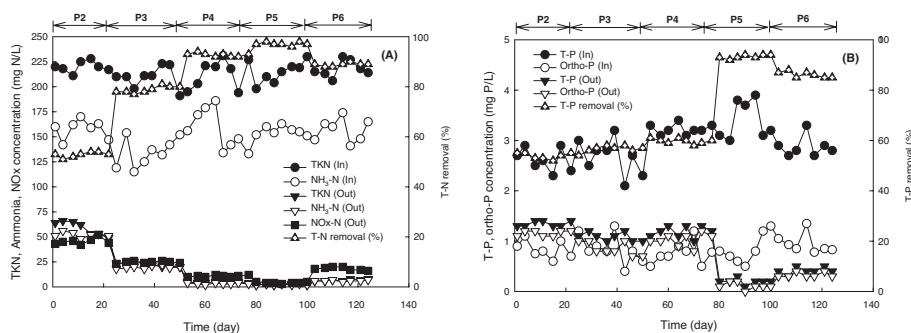 P2 P3 P4 P5 P6
(A)
TKN, Ammonia, NOx concentration (mg N/L)
250
225
200
175
150
125
100
75
50
25
0
100
80
60
40
20
0
T-N removal (%)
TKN (In)
NH3-N (In)
TKN (Out)
NH3-N (Out)
NOx-N (Out)
T-N removal (%)
0 20 40 60 80 100 120 140
Time (day)
P2 P3 P4 P5 P6
(B)
T-P, ortho-P concentration (mg P/L)
5
4
3
2
1
0
80
60
40
20
0
T-P removal (%)
T-P (In)
Ortho-P (In)
T-P (Out)
Ortho-P (Out)
T-P removal (%)
0 20 40 60 80 100 120 140
Time (day)